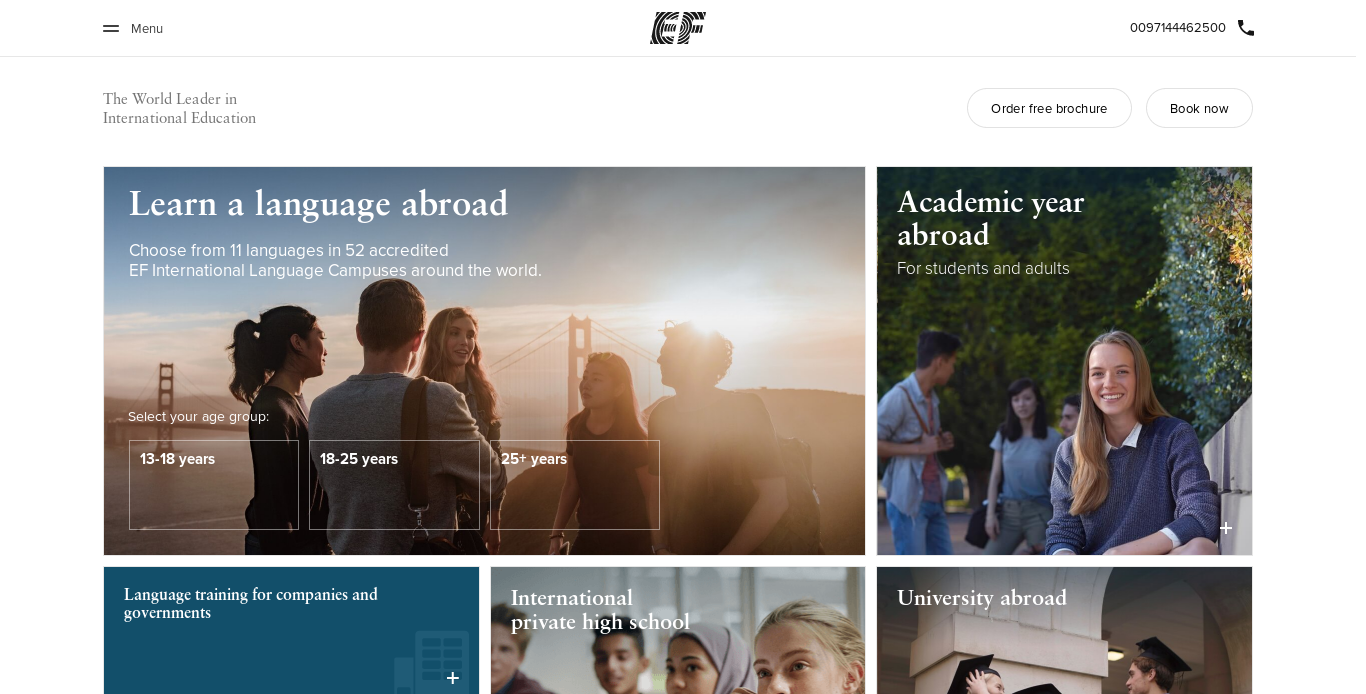 Menu
EF
0097144462500
The World Leader in
International Education
Order free brochure
Book now
Learn a language abroad
Choose from 11 languages in 52 accredited
EF International Language Campuses around the world.
Select your age group:
13-18 years
18-25 years
25+ years
Academic year
abroad
For students and adults
+
Language training for companies and
governments
+
International
private high school
University abroad